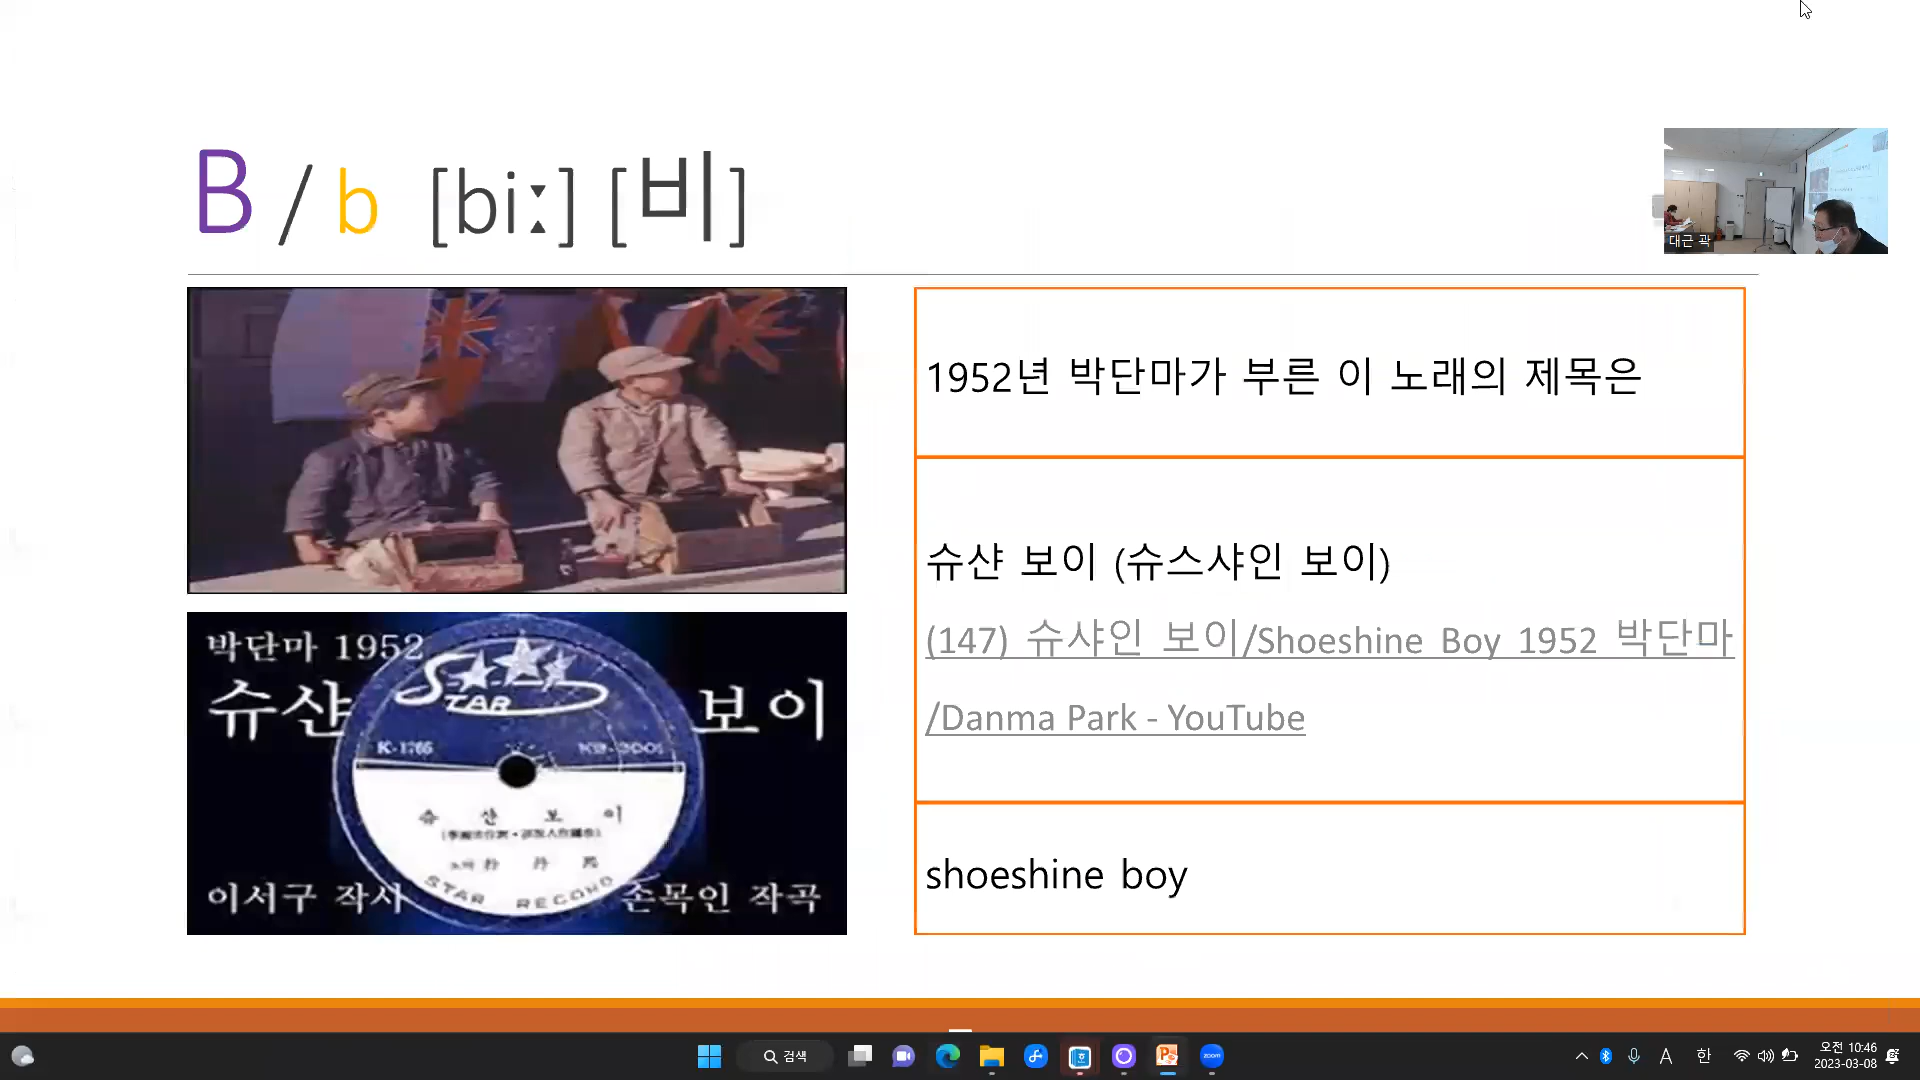 B / b [biː] [비]
대근 곽
1952년 박단마가 부른 이 노래의 제목은
슈샨 보이 (슈스샤인 보이)
(147) 슈샤인 보이/Shoeshine Boy 1952 박단마
/Danma Park - YouTube
shoeshine boy
박단마 1952
슈샨 보이
STAR
K-1766
슈 샨 보 이
STAR RECORD
이서구 작사 손목인 작곡
검색
zoom
A 한
오전 10:46
2023-03-08